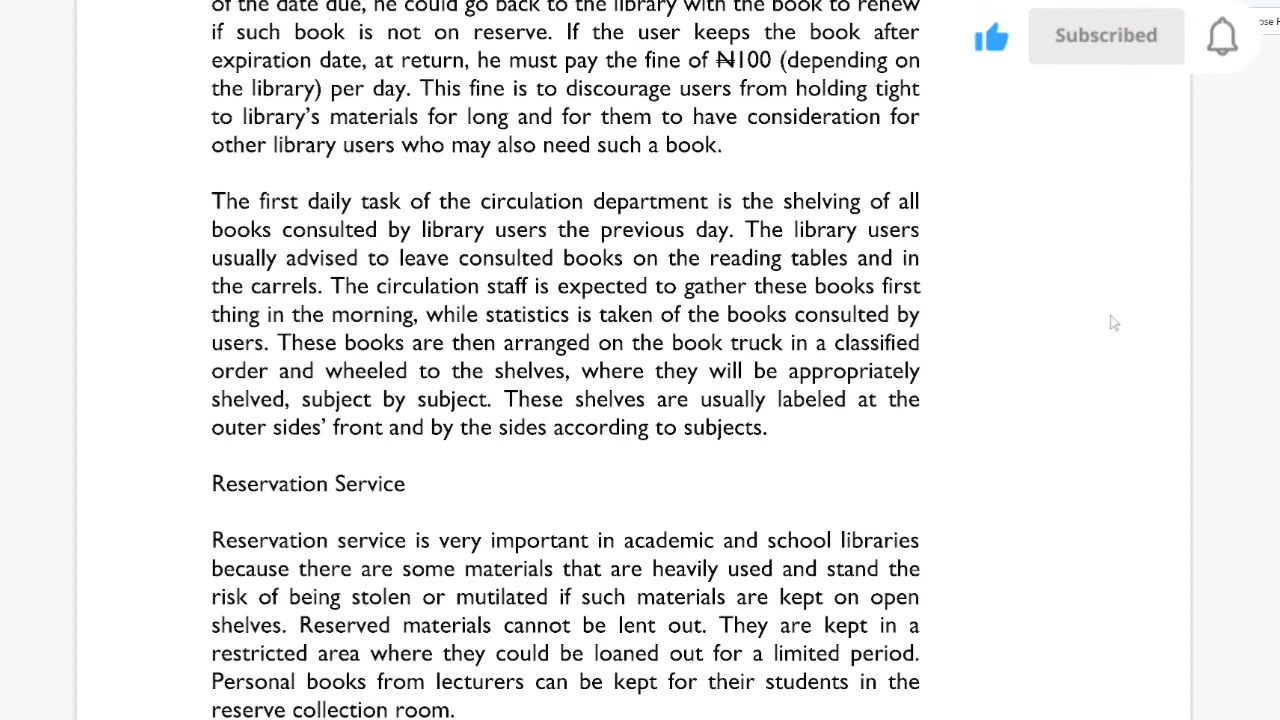 of the date due, he could go back to the library with the book to renew
if such book is not on reserve. If the user keeps the book after
expiration date, at return, he must pay the fine of ₦100 (depending on
the library) per day. This fine is to discourage users from holding tight
to library’s materials for long and for them to have consideration for
other library users who may also need such a book.
The first daily task of the circulation department is the shelving of all
books consulted by library users the previous day. The library users
usually advised to leave consulted books on the reading tables and in
the carrels. The circulation staff is expected to gather these books first
thing in the morning, while statistics is taken of the books consulted by
users. These books are then arranged on the book truck in a classified
order and wheeled to the shelves, where they will be appropriately
shelved, subject by subject. These shelves are usually labeled at the
outer sides’ front and by the sides according to subjects.
Reservation Service
Reservation service is very important in academic and school libraries
because there are some materials that are heavily used and stand the
risk of being stolen or mutilated if such materials are kept on open
shelves. Reserved materials cannot be lent out. They are kept in a
restricted area where they could be loaned out for a limited period.
Personal books from lecturers can be kept for their students in the
reserve collection room.
Subscribed